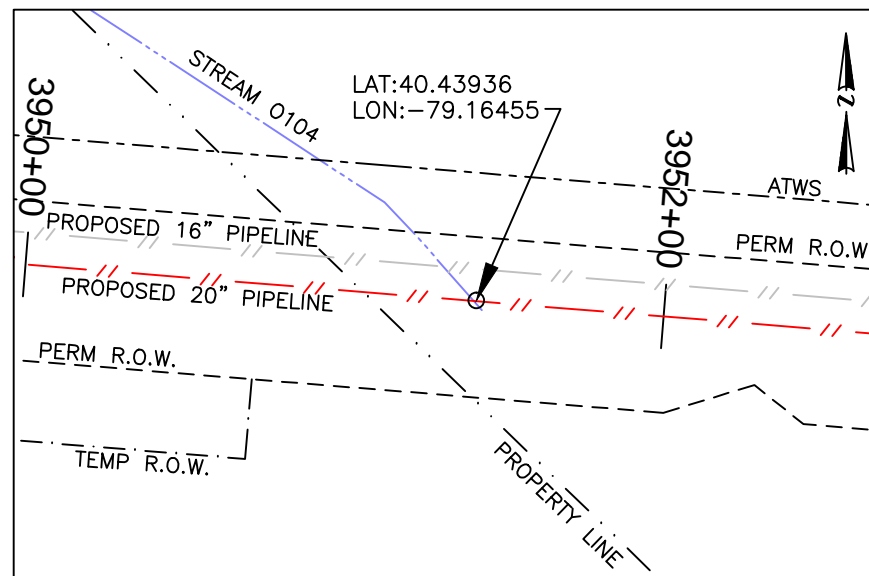 STREAM 0104
LAT:40.43936
LON:-79.16455
N
3950+00
3952+00
ATWS
PROPOSED 16" PIPELINE
PERM R.O.W
PROPOSED 20" PIPELINE
PERM R.O.W.
TEMP R.O.W.
PROPERTY LINE